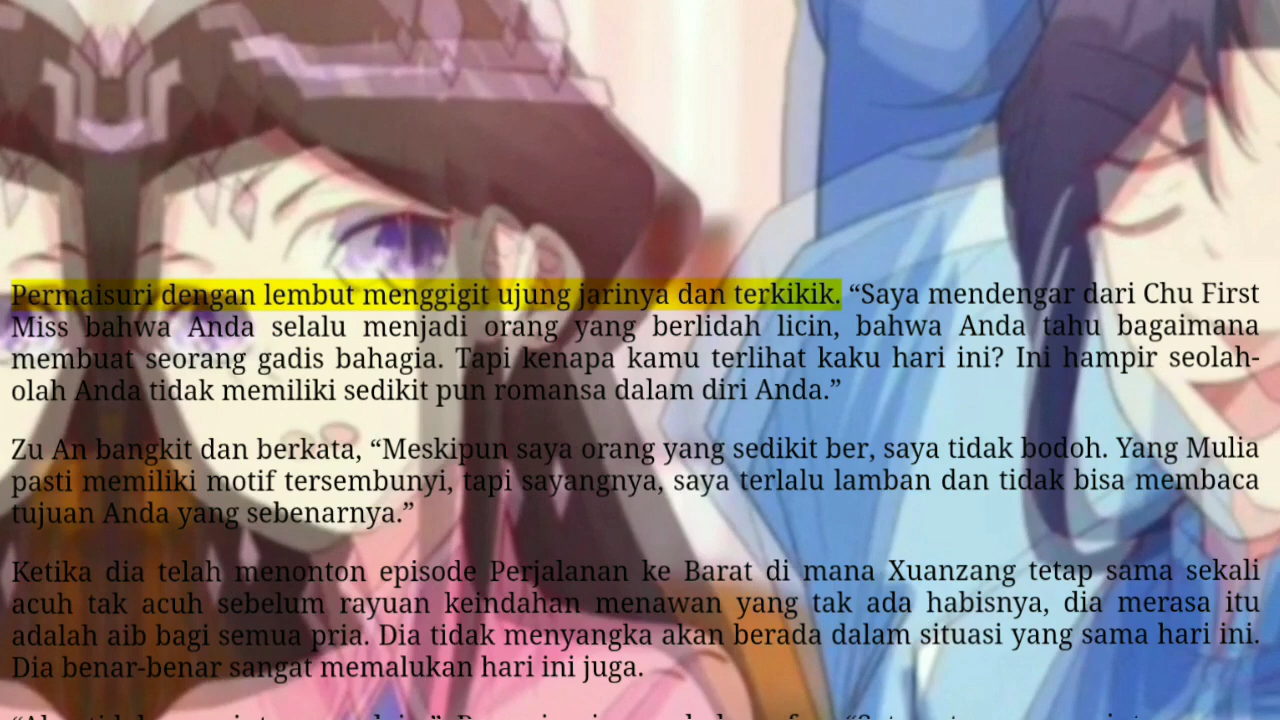 Permaisuri dengan lembut menggigit ujung jarinya dan terkikik. “Saya mendengar dari Chu First
Miss bahwa Anda selalu menjadi orang yang berlidah licin, bahwa Anda tahu bagaimana
membuat seorang gadis bahagia. Tapi kenapa kamu terlihat kaku hari ini? Ini hampir seolah-
olah Anda tidak memiliki sedikit pun romansa dalam diri Anda.”
Zu An bangkit dan berkata, “Meskipun saya orang yang sedikit ber, saya tidak bodoh. Yang Mulia
pasti memiliki motif tersembunyi, tapi sayangnya, saya terlalu lamban dan tidak bisa membaca
tujuan Anda yang sebenarnya.”
Ketika dia telah menonton episode Perjalanan ke Barat di mana Xuanzang tetap sama sekali
acuh tak acuh sebelum rayuan keindahan menawan yang tak ada habisnya, dia merasa itu
adalah aib bagi semua pria. Dia tidak menyangka akan berada dalam situasi yang sama hari ini.
Dia benar-benar sangat memalukan hari ini juga.